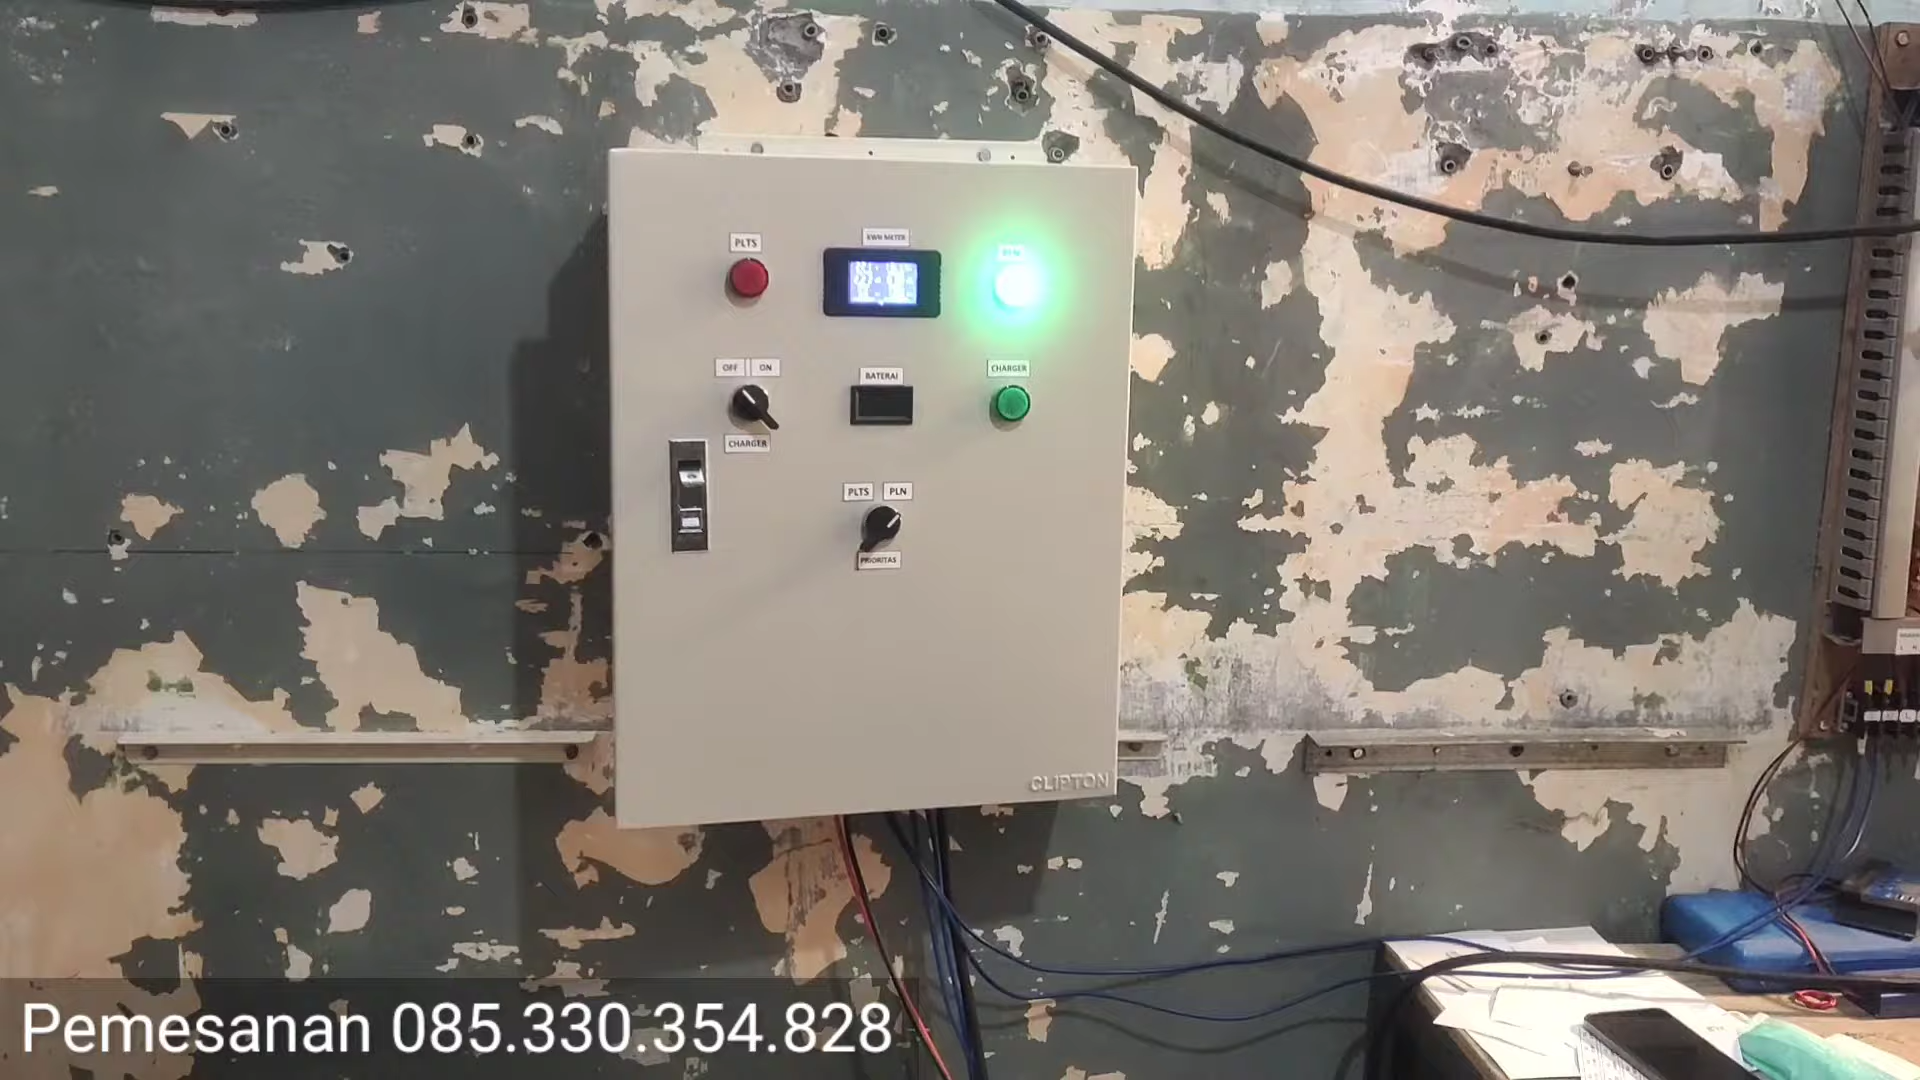 PLTS
KWH METER
PLN
OFF ON
BATERAI
CHARGER
CHARGER
PLTS PLN
PRIORITAS
CLIPTON
Pemesanan 085.330.354.828